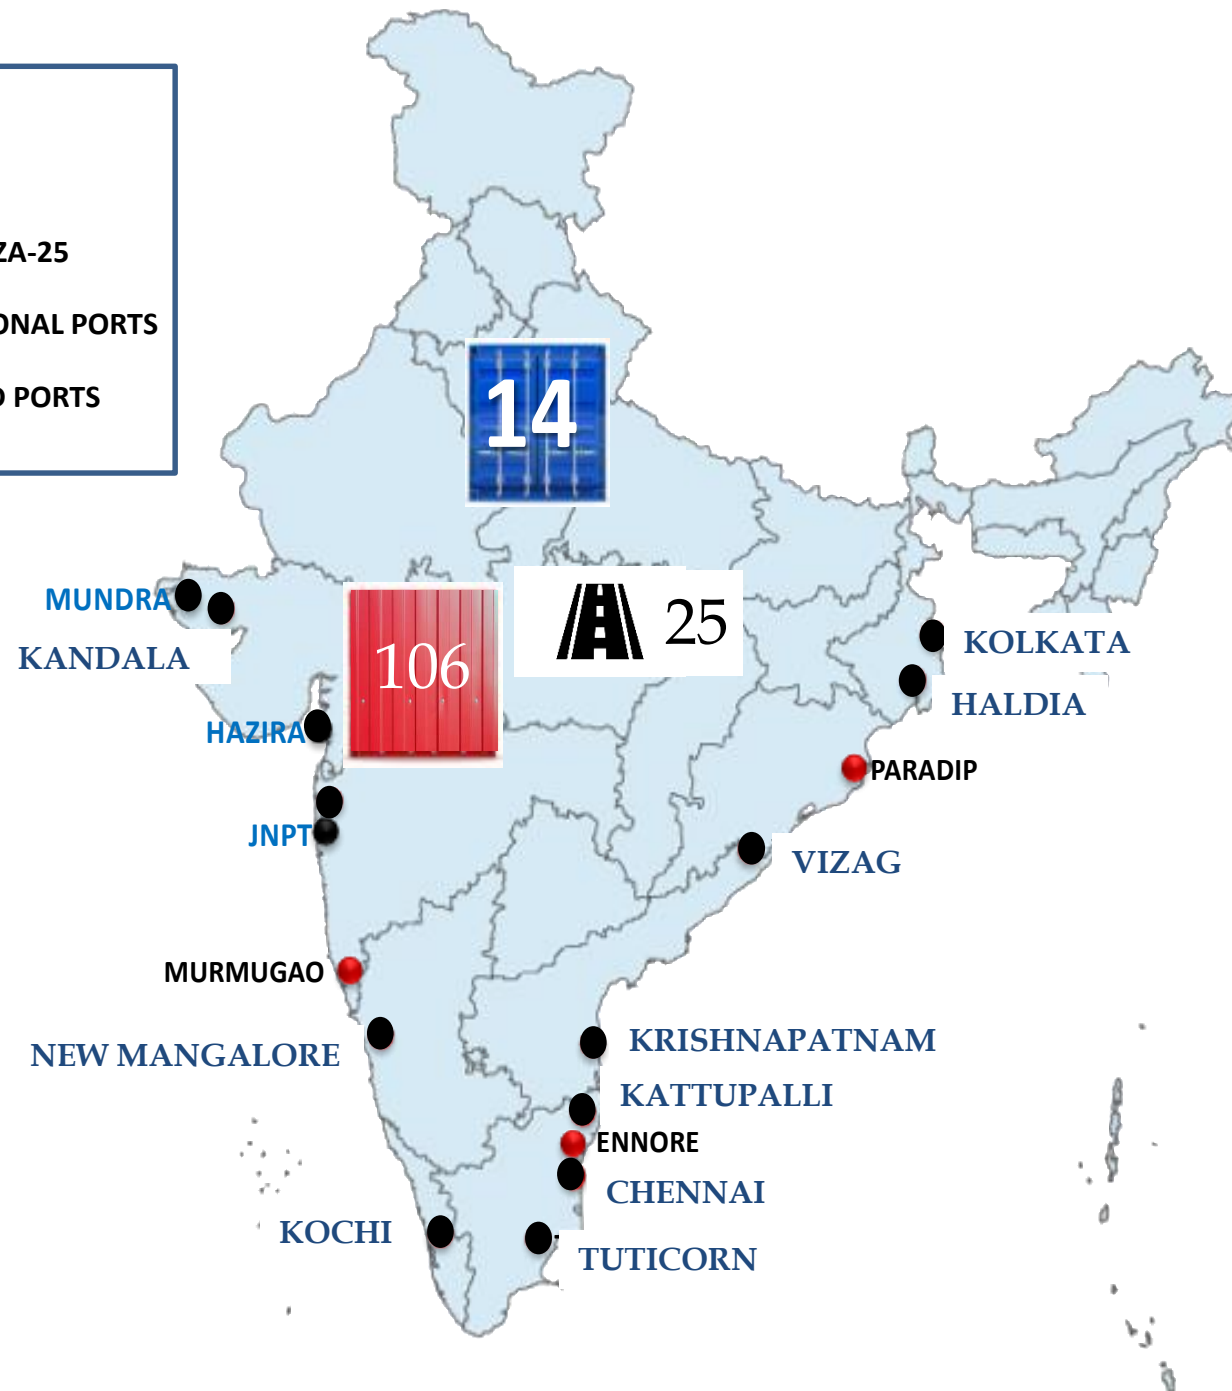 ZA-25
ONAL PORTS
D PORTS
14
MUNDRA
106
25
KANDALA
KOLKATA
HAZIRA
HALDIA
PARADIP
JNPT
VIZAG
MURMUGAO
NEW MANGALORE
KRISHNAPATNAM
KATTUPALLI
ENNORE
CHENNAI
KOCHI
TUTICORN